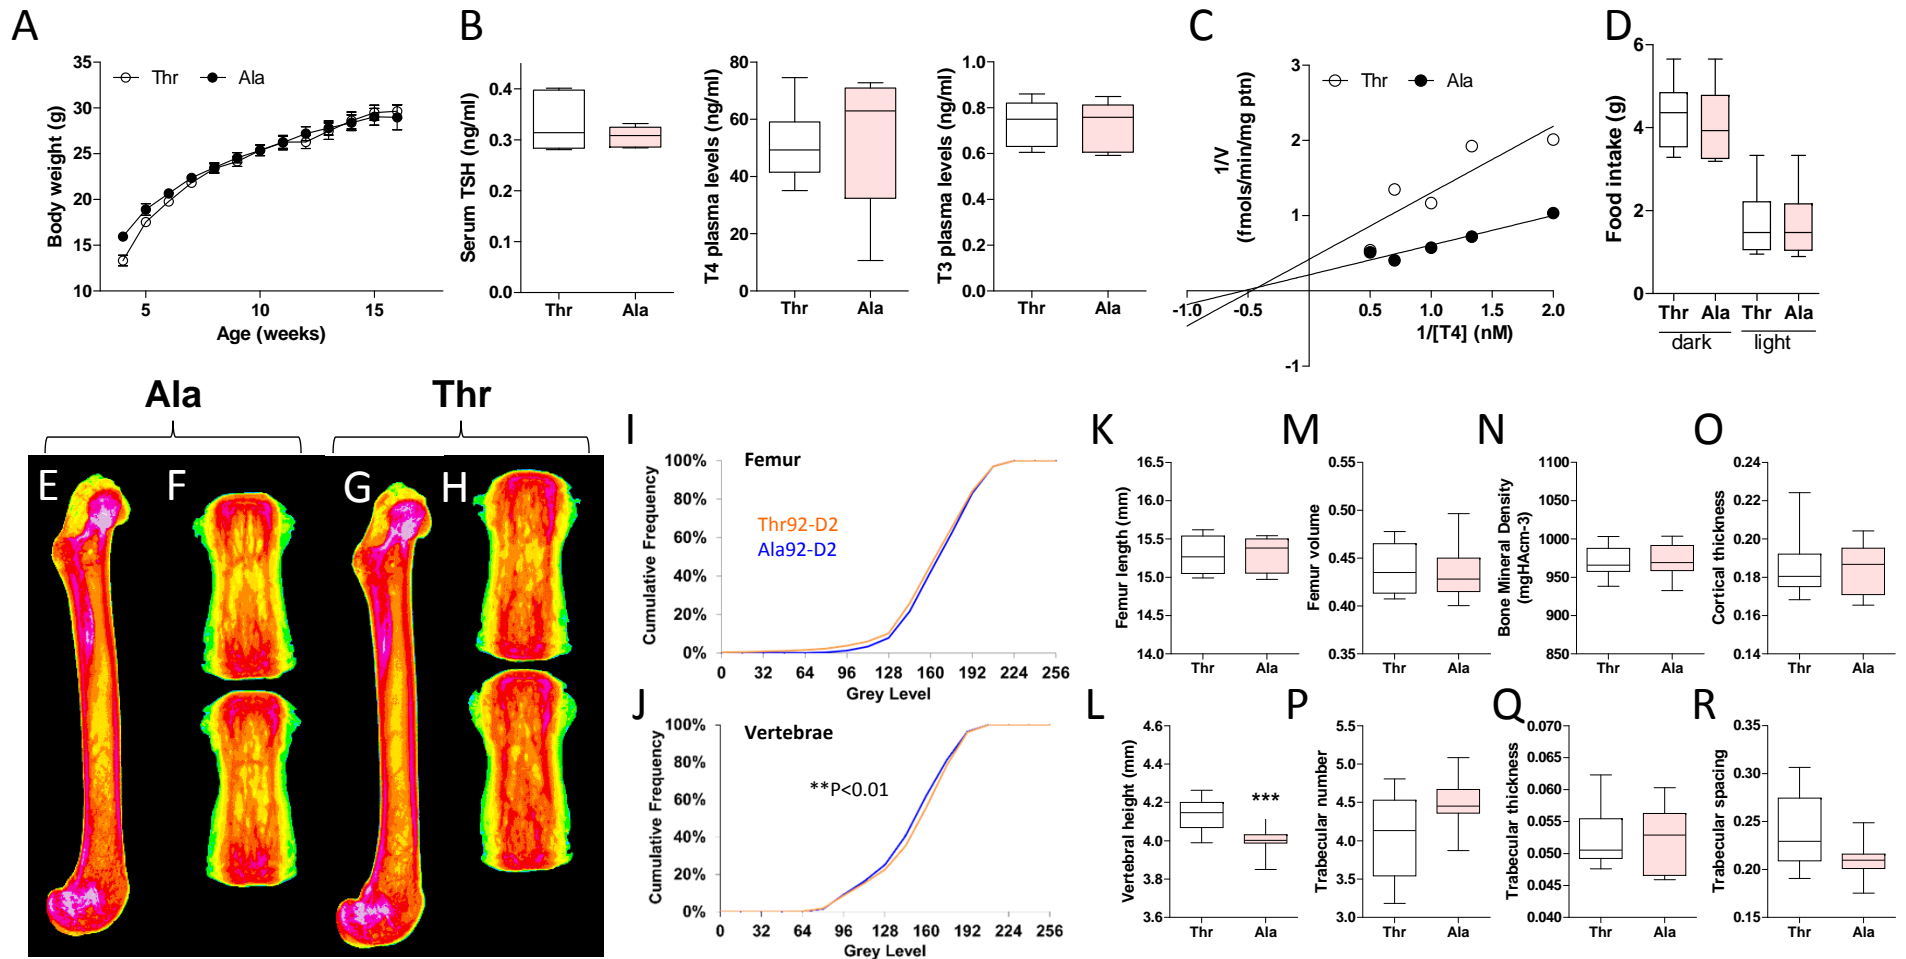 A
35
30
25
20
15
10
Body weight (g)
Thr
Ala
5
10
15
Age (weeks)
B
0.4
0.3
0.2
0.1
0.0
Serum TSH (ng/ml)
Thr
Ala
80
60
40
20
0
T4 plasma levels (ng/ml)
Thr
Ala
1.0
0.8
0.6
0.4
0.2
0.0
T3 plasma levels (ng/ml)
Thr
Ala
C
3
2
1
-1
1/V
(fmols/min/mg ptn)
Thr
Ala
-1.0
-0.5
0.5
1.0
1.5
2.0
1/[T4] (nM)
D
6
4
2
0
Food intake (g)
Thr Ala Thr Ala
dark light
Ala
Thr
E
F
G
H
I
100%
80%
60%
40%
20%
0%
Cumulative Frequency
Femur
Thr92-D2
Ala92-D2
0 32 64 96 128 160 192 224 256
Grey Level
J
100%
80%
60%
40%
20%
0%
Cumulative Frequency
Vertebrae
**P<0.01
0 32 64 96 128 160 192 224 256
Grey Level
K
16.5
16.0
15.5
15.0
14.5
14.0
Femur length (mm)
Thr
Ala
M
0.55
0.50
0.45
0.40
0.35
Femur volume
Thr
Ala
N
1100
1050
1000
950
900
850
Bone Mineral Density
(mgHAcm-3)
Thr
Ala
O
0.24
0.22
0.20
0.18
0.16
0.14
Cortical thickness
Thr
Ala
L
4.6
4.4
4.2
4.0
3.8
3.6
Vertebral height (mm)
***
Thr
Ala
P
5.5
5.0
4.5
4.0
3.5
3.0
Trabecular number
Thr
Ala
Q
0.070
0.065
0.060
0.055
0.050
0.045
0.040
Trabecular thickness
Thr
Ala
R
0.35
0.30
0.25
0.20
0.15
Trabecular spacing
Thr
Ala